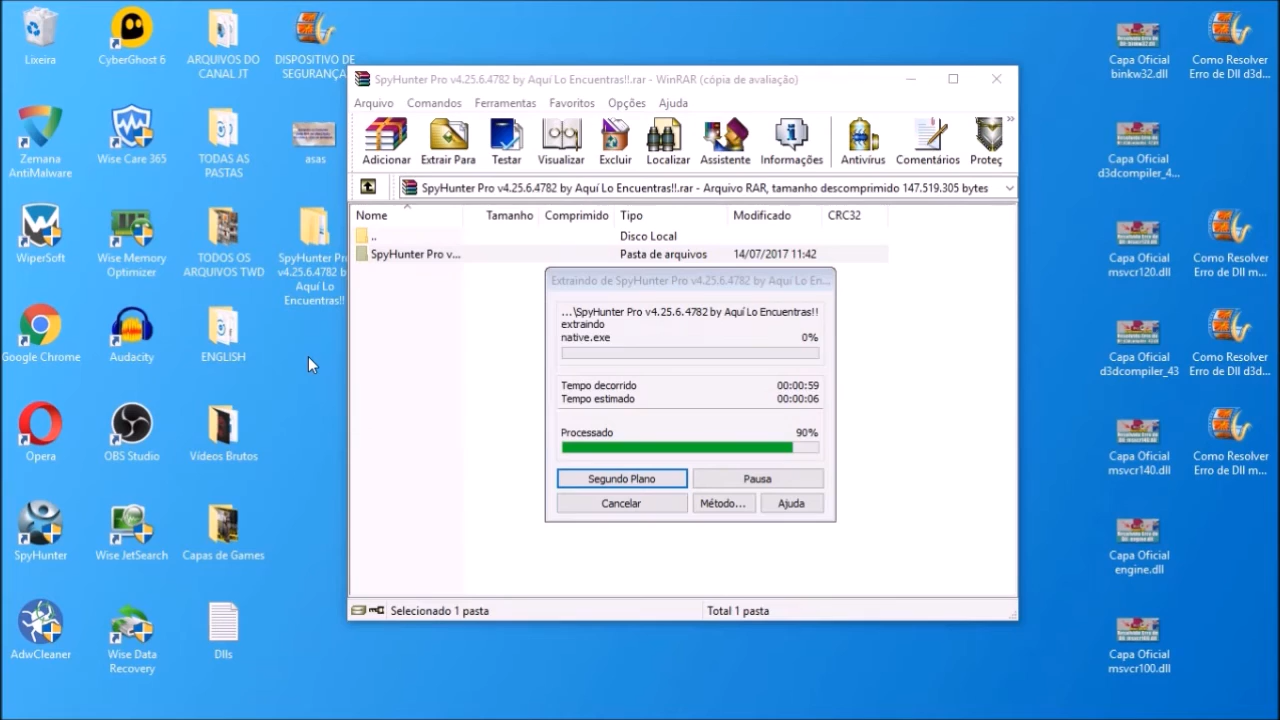 Lixeira
CyberGhost 6
ARQUIVOS DO
CANAL JT
DISPOSITIVO DE
SEGURANÇA
Zemana
AntiMalware
Wise Care 365
TODAS AS
PASTAS
asas
WiperSoft
Wise Memory
Optimizer
TODOS OS
ARQUIVOS TWD
SpyHunter Pro
v4.25.6.4782 by
Aquí Lo
Encuentras!!
Google Chrome
Audacity
ENGLISH
Opera
OBS Studio
Vídeos Brutos
SpyHunter
Wise JetSearch
Capas de Games
AdwCleaner
Wise Data
Recovery
Dlls
SpyHunter Pro v4.25.6.4782 by Aquí Lo Encuentras!!.rar - WinRAR (cópia de avaliação)
Arquivo Comandos Ferramentas Favoritos Opções Ajuda
Adicionar Extrair Para Testar Visualizar Excluir Localizar Assistente Informações Antivírus Comentários Proteç
SpyHunter Pro v4.25.6.4782 by Aquí Lo Encuentras!!.rar - Arquivo RAR, tamanho descomprimido 147.519.305 bytes
Nome Tamanho Comprimido Tipo Modificado CRC32
.. Disco Local
SpyHunter Pro v... Pasta de arquivos 14/07/2017 11:42
Extraindo de SpyHunter Pro v4.25.6.4782 by Aquí Lo En...
...\SpyHunter Pro v4.25.6.4782 by Aquí Lo Encuentras!!
extraindo
native.exe 0%
Tempo decorrido 00:00:59
Tempo estimado 00:00:06
Processado 90%
Segundo Plano Pausa
Cancelar Método... Ajuda
Selecionado 1 pasta Total 1 pasta
Capa Oficial
binkw32.dll
Como Resolver
Erro de Dll d3d...
Capa Oficial
d3dcompiler_4...
Capa Oficial
msvcr120.dll
Como Resolver
Erro de Dll m...
Capa Oficial
d3dcompiler_43
Como Resolver
Erro de Dll d3d...
Capa Oficial
msvcr140.dll
Como Resolver
Erro de Dll m...
Capa Oficial
engine.dll
Capa Oficial
msvcr100.dll